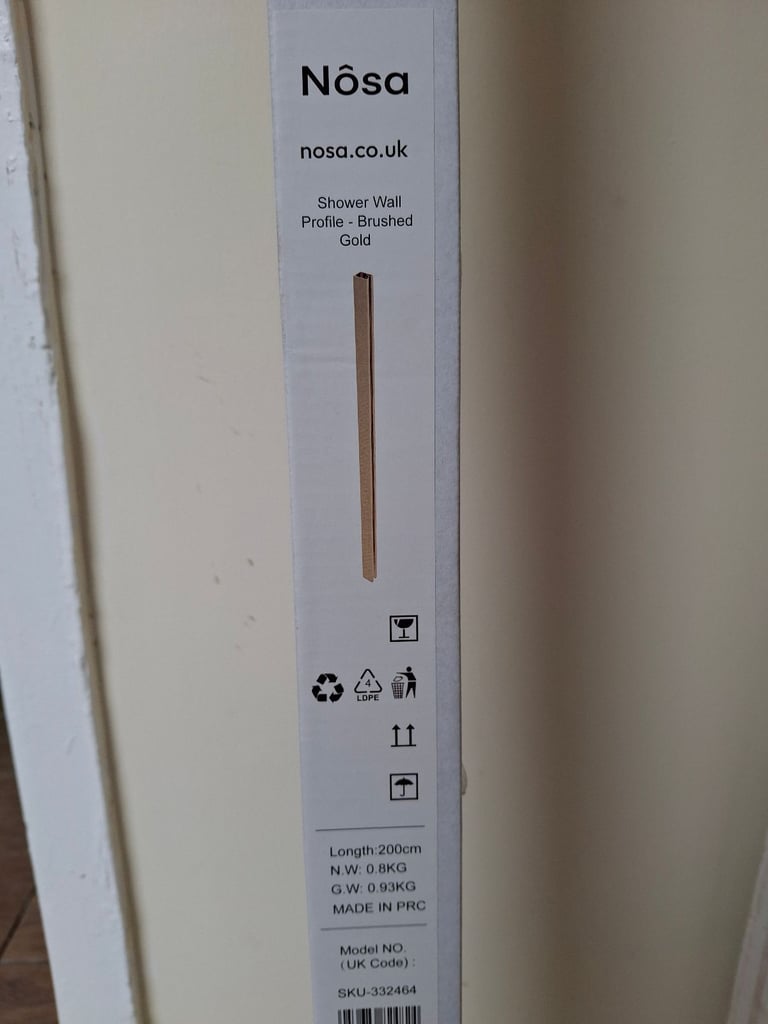 Nôsa
nosa.co.uk
Shower Wall
Profile - Brushed
Gold
4
LDPE
Length:200cm
N.W: 0.8KG
G.W: 0.93KG
MADE IN PRC
Model NO.
(UK Code) :
SKU-332464